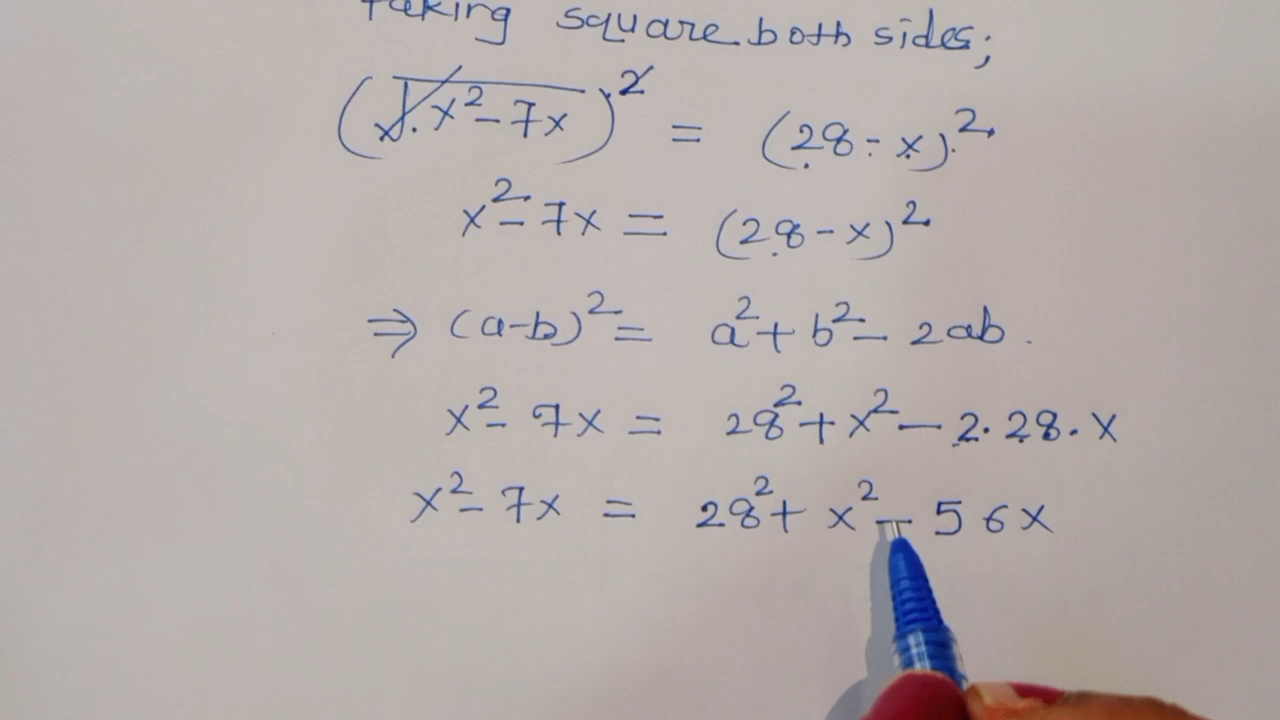 Taking square both sides;
(√x² - 7x)² = (28 - x)²
x² - 7x = (28 - x)²
⇒ (a-b)² = a² + b² - 2ab.
x² - 7x = 28² + x² - 2·28·x
x² - 7x = 28² + x² - 56x